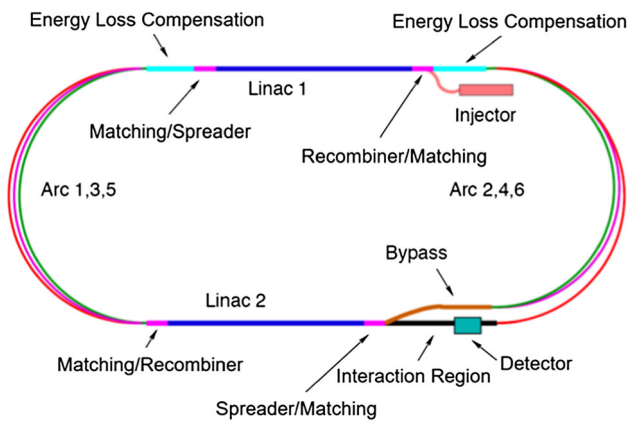 Energy Loss Compensation
Energy Loss Compensation
Linac 1
Injector
Matching/Spreader
Recombiner/Matching
Arc 1,3,5
Arc 2,4,6
Bypass
Linac 2
Matching/Recombiner
Interaction Region
Detector
Spreader/Matching